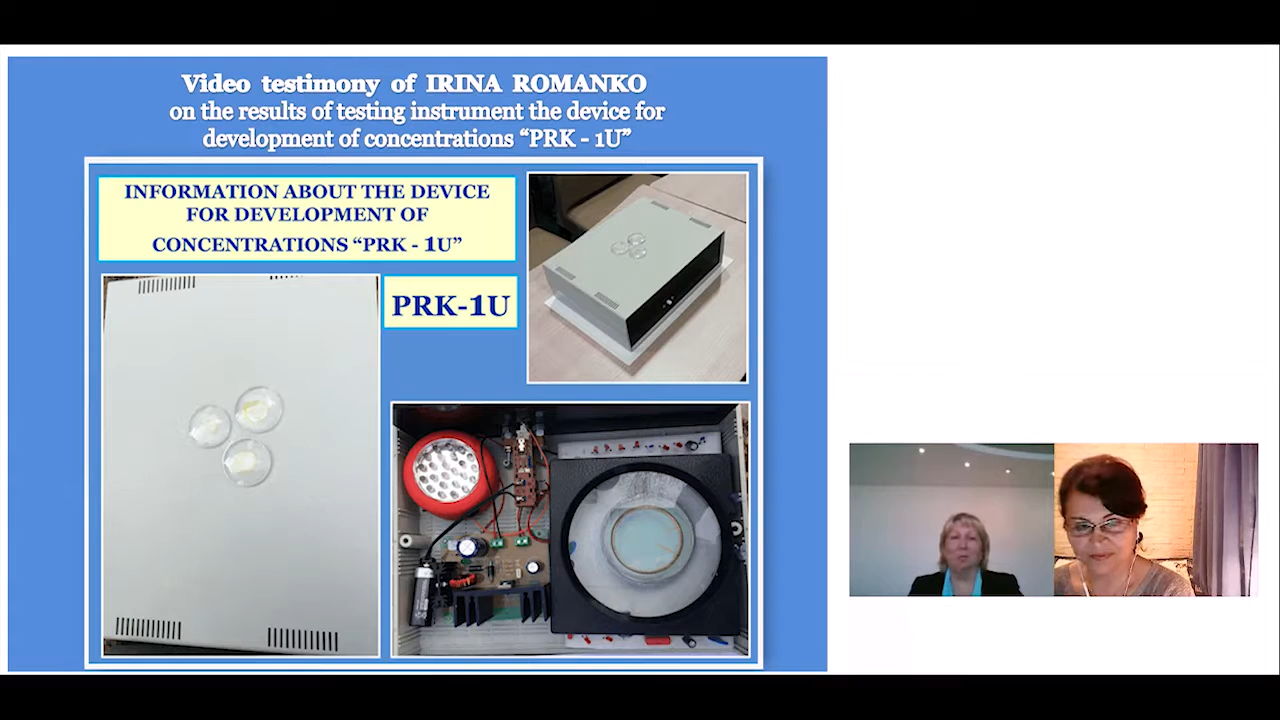 Video testimony of IRINA ROMANKO
on the results of testing instrument the device for
development of concentrations “PRK - 1U”
INFORMATION ABOUT THE DEVICE
FOR DEVELOPMENT OF
CONCENTRATIONS “PRK - 1U”
PRK-1U